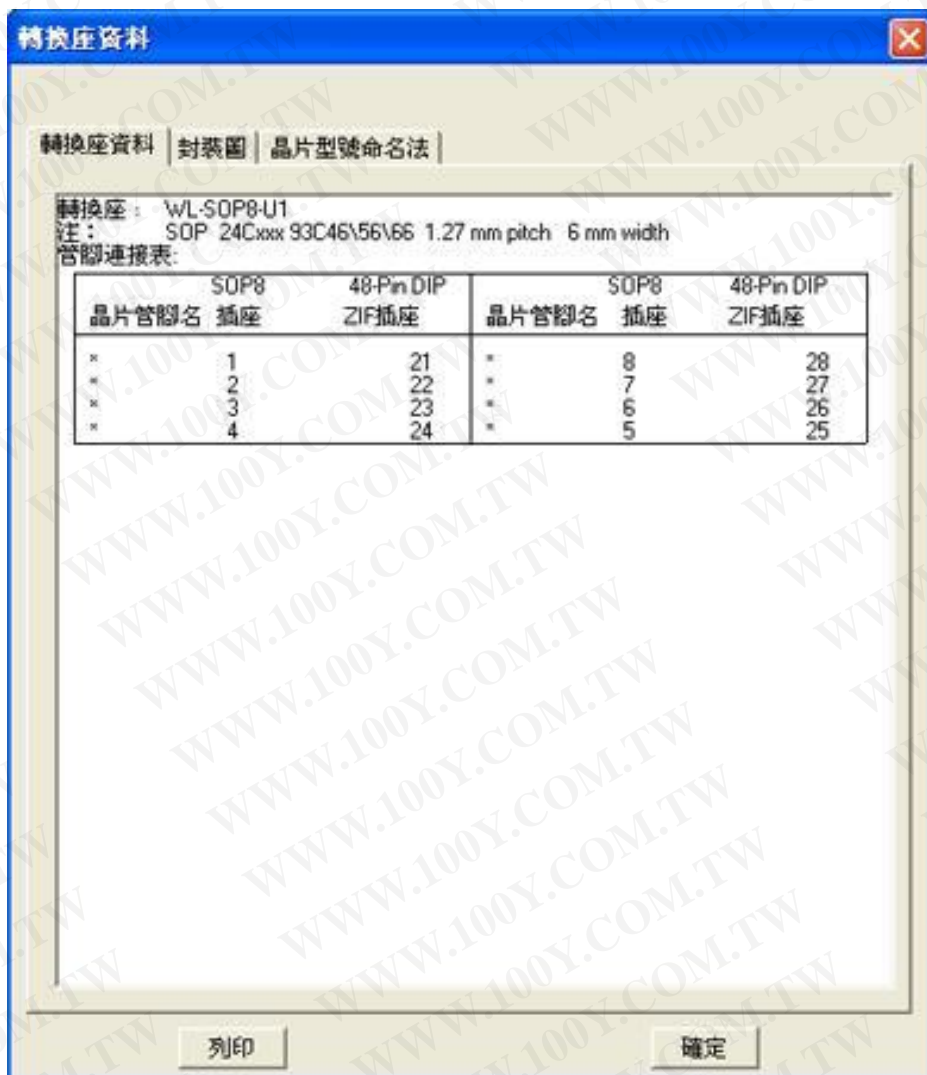 轉換座資料
轉換座資料 封裝圖 晶片型號命名法
轉換座： WL-SOP8-U1
注： SOP 24Cxxx 93C46\56\66 1.27 mm pitch 6 mm width
管腳連接表:
SOP8 48-Pin DIP SOP8 48-Pin DIP
晶片管腳名 插座 ZIF插座 晶片管腳名 插座 ZIF插座
* 1 21 * 8 28
* 2 22 * 7 27
* 3 23 * 6 26
* 4 24 * 5 25
列印 確定
WWW.100Y.COM.TW